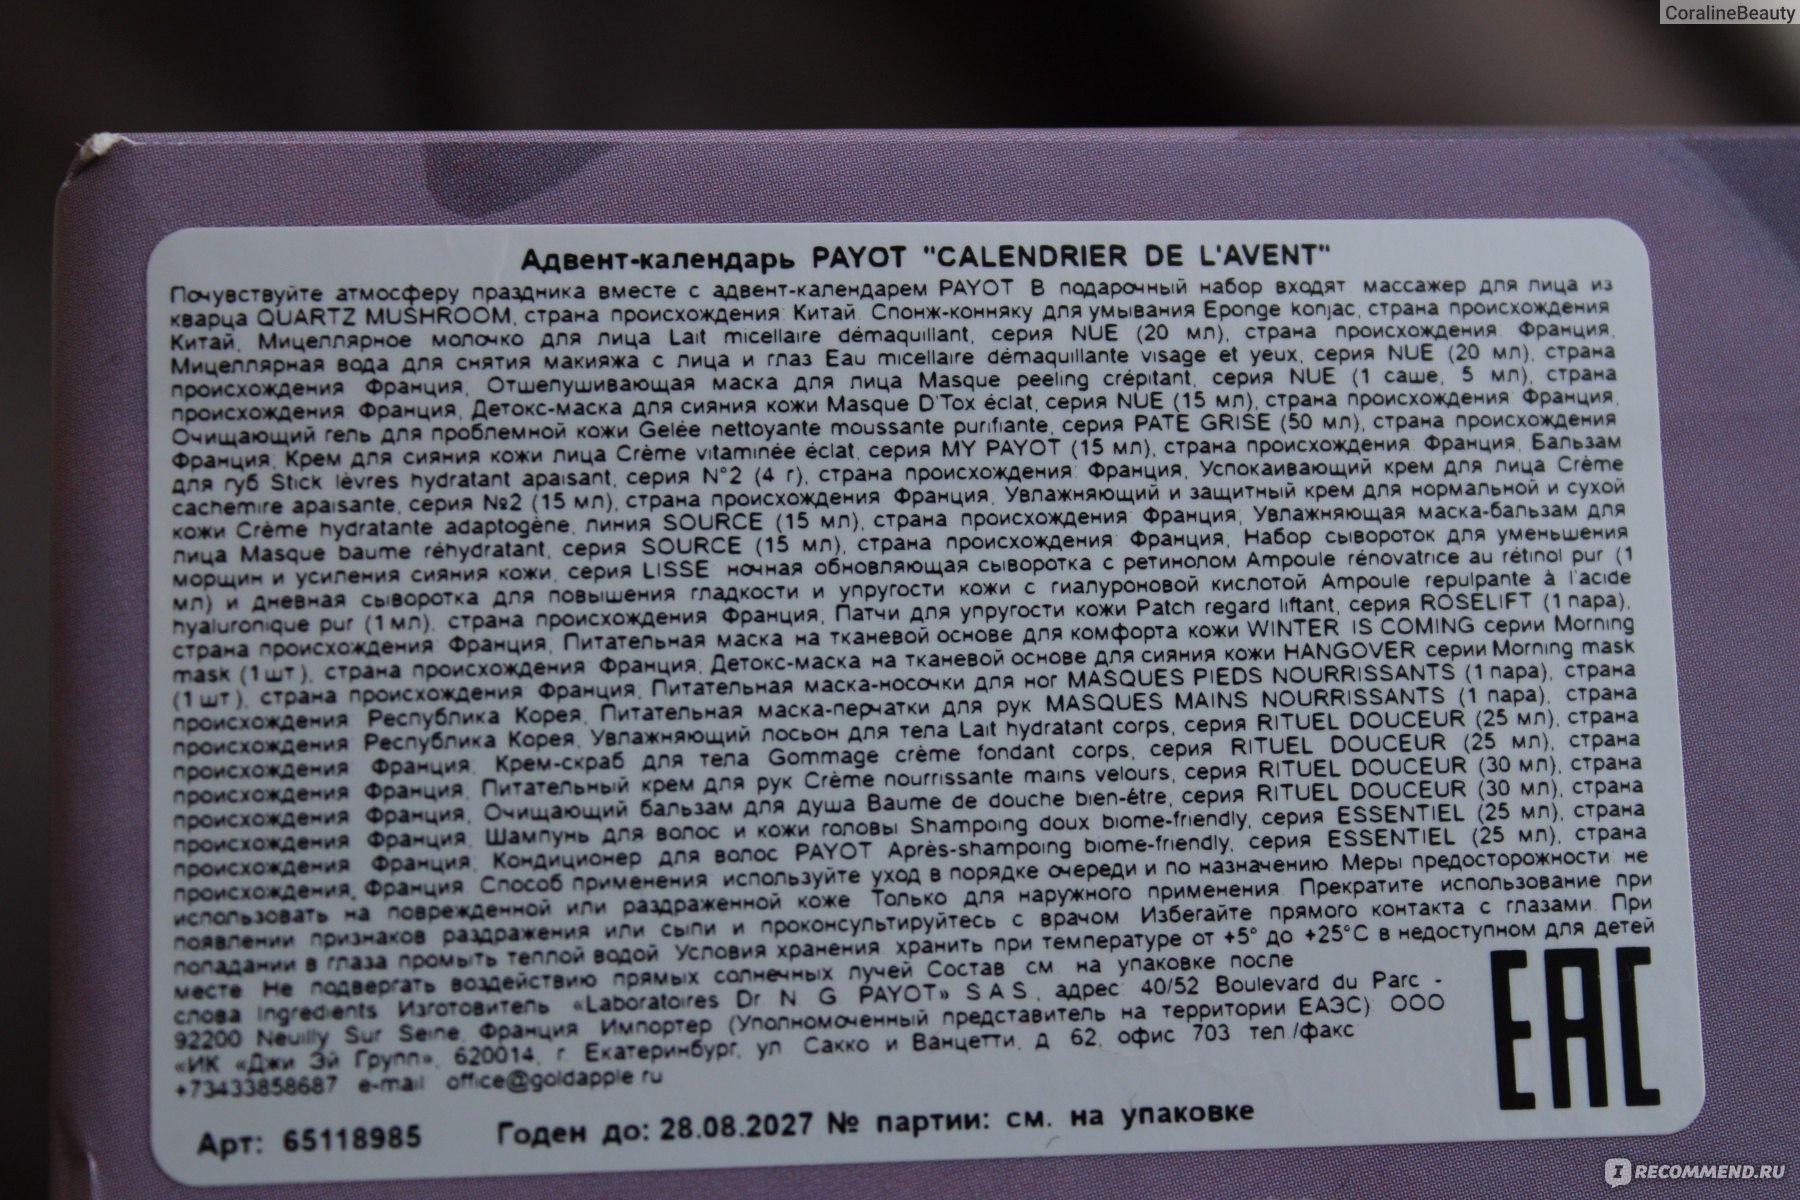 CoralineBeauty
Адвент-календарь PAYOT "CALENDRIER DE L'AVENT"
Почувствуйте атмосферу праздника вместе с адвент-календарем PAYOT В подарочный набор входят массажер для лица из
кварца QUARTZ MUSHROOM, страна происхождения: Китай. Спонж-конняку для умывания Eponge konjac, страна происхождения
Китай, Мицеллярное молочко для лица Lait micellaire démaquillant, серия NUE (20 мл), страна происхождения: Франция,
Мицеллярная вода для снятия макияжа с лица и глаз Eau micellaire démaquillante visage et yeux, серия NUE (20 мл), страна
происхождения Франция, Отшелушивающая маска для лица Masque peeling crépitant, серия NUE (1 саше, 5 мл), страна
происхождения Франция, Детокс-маска для сияния кожи Masque D'Tox éclat, серия NUE (15 мл), страна происхождения: Франция,
Очищающий гель для проблемной кожи Gelée nettoyante moussante purifiante, серия PATE GRISE (50 мл), страна происхождения
Франция, Крем для сияния кожи лица Crème vitaminée éclat, серия MY PAYOT (15 мл), страна происхождения: Франция, Бальзам
для губ Stick lèvres hydratant apaisant, серия N°2 (4 г), страна происхождения: Франция, Успокаивающий крем для лица Crème
cachemire apaisante, серия №2 (15 мл), страна происхождения: Франция, Увлажняющий и защитный крем для нормальной и сухой
кожи Crème hydratante adaptogène, линия SOURCE (15 мл), страна происхождения: Франция; Увлажняющая маска-бальзам для
лица Masque baume réhydratant, серия SOURCE (15 мл), страна происхождения: Франция; Набор сывороток для уменьшения
морщин и усиления сияния кожи, серия LISSE ночная обновляющая сыворотка с ретинолом Ampoule rénovatrice au rétinol pur (1
мл) и дневная сыворотка для повышения гладкости и упругости кожи с гиалуроновой кислотой Ampoule repulpante à l'acide
hyaluronique pur (1 мл), страна происхождения: Франция, Патчи для упругости кожи Patch regard liftant, серия ROSELIFT (1 пара),
страна происхождения: Франция, Питательная маска на тканевой основе для комфорта кожи WINTER IS COMING серии Morning
mask (1 шт.), страна происхождения: Франция; Детокс-маска на тканевой основе для сияния кожи HANGOVER серии Morning mask
(1 шт.), страна происхождения: Франция, Питательная маска-носочки для ног MASQUES PIEDS NOURRISSANTS (1 пара), страна
происхождения Республика Корея, Питательная маска-перчатки для рук MASQUES MAINS NOURRISSANTS (1 пара), страна
происхождения Республика Корея, Увлажняющий лосьон для тела Lait hydratant corps, серия RITUEL DOUCEUR (25 мл), страна
происхождения Франция, Крем-скраб для тела Gommage crème fondant corps, серия RITUEL DOUCEUR (25 мл), страна
происхождения Франция, Питательный крем для рук Crème nourrissante mains velours, серия RITUEL DOUCEUR (30 мл), страна
происхождения Франция, Очищающий бальзам для душа Baume de douche bien-être, серия RITUEL DOUCEUR (30 мл), страна
происхождения Франция, Шампунь для волос и кожи головы Shampoing doux biome-friendly, серия ESSENTIEL (25 мл), страна
происхождения Франция, Кондиционер для волос PAYOT Après-shampoing biome-friendly, серия ESSENTIEL (25 мл), страна
происхождения, Франция Способ применения используйте уход в порядке очереди и по назначению. Меры предосторожности не
использовать на поврежденной или раздраженной коже Только для наружного применения. Прекратите использование при
появлении признаков раздражения или сыпи и проконсультируйтесь с врачом Избегайте прямого контакта с глазами. При
попадании в глаза промыть теплой водой Условия хранения хранить при температуре от +5° до +25°C в недоступном для детей
месте Не подвергать воздействию прямых солнечных лучей Состав см. на упаковке после
слова Ingredients Изготовитель «Laboratoires Dr N. G. PAYOT» S.A.S., адрес: 40/52 Boulevard du Parc -
92200 Neuilly Sur Seine, Франция Импортер (Уполномоченный представитель на территории ЕАЭС) ООО
«ИК «Джи Эй Групп», 620014, г. Екатеринбург, ул. Сакко и Ванцетти, д. 62, офис 703 тел./факс
+73433858687 e-mail office@goldapple.ru
EAC
Арт: 65118985 Годен до: 28.08.2027 № партии: см. на упаковке
IRECOMMEND.RU